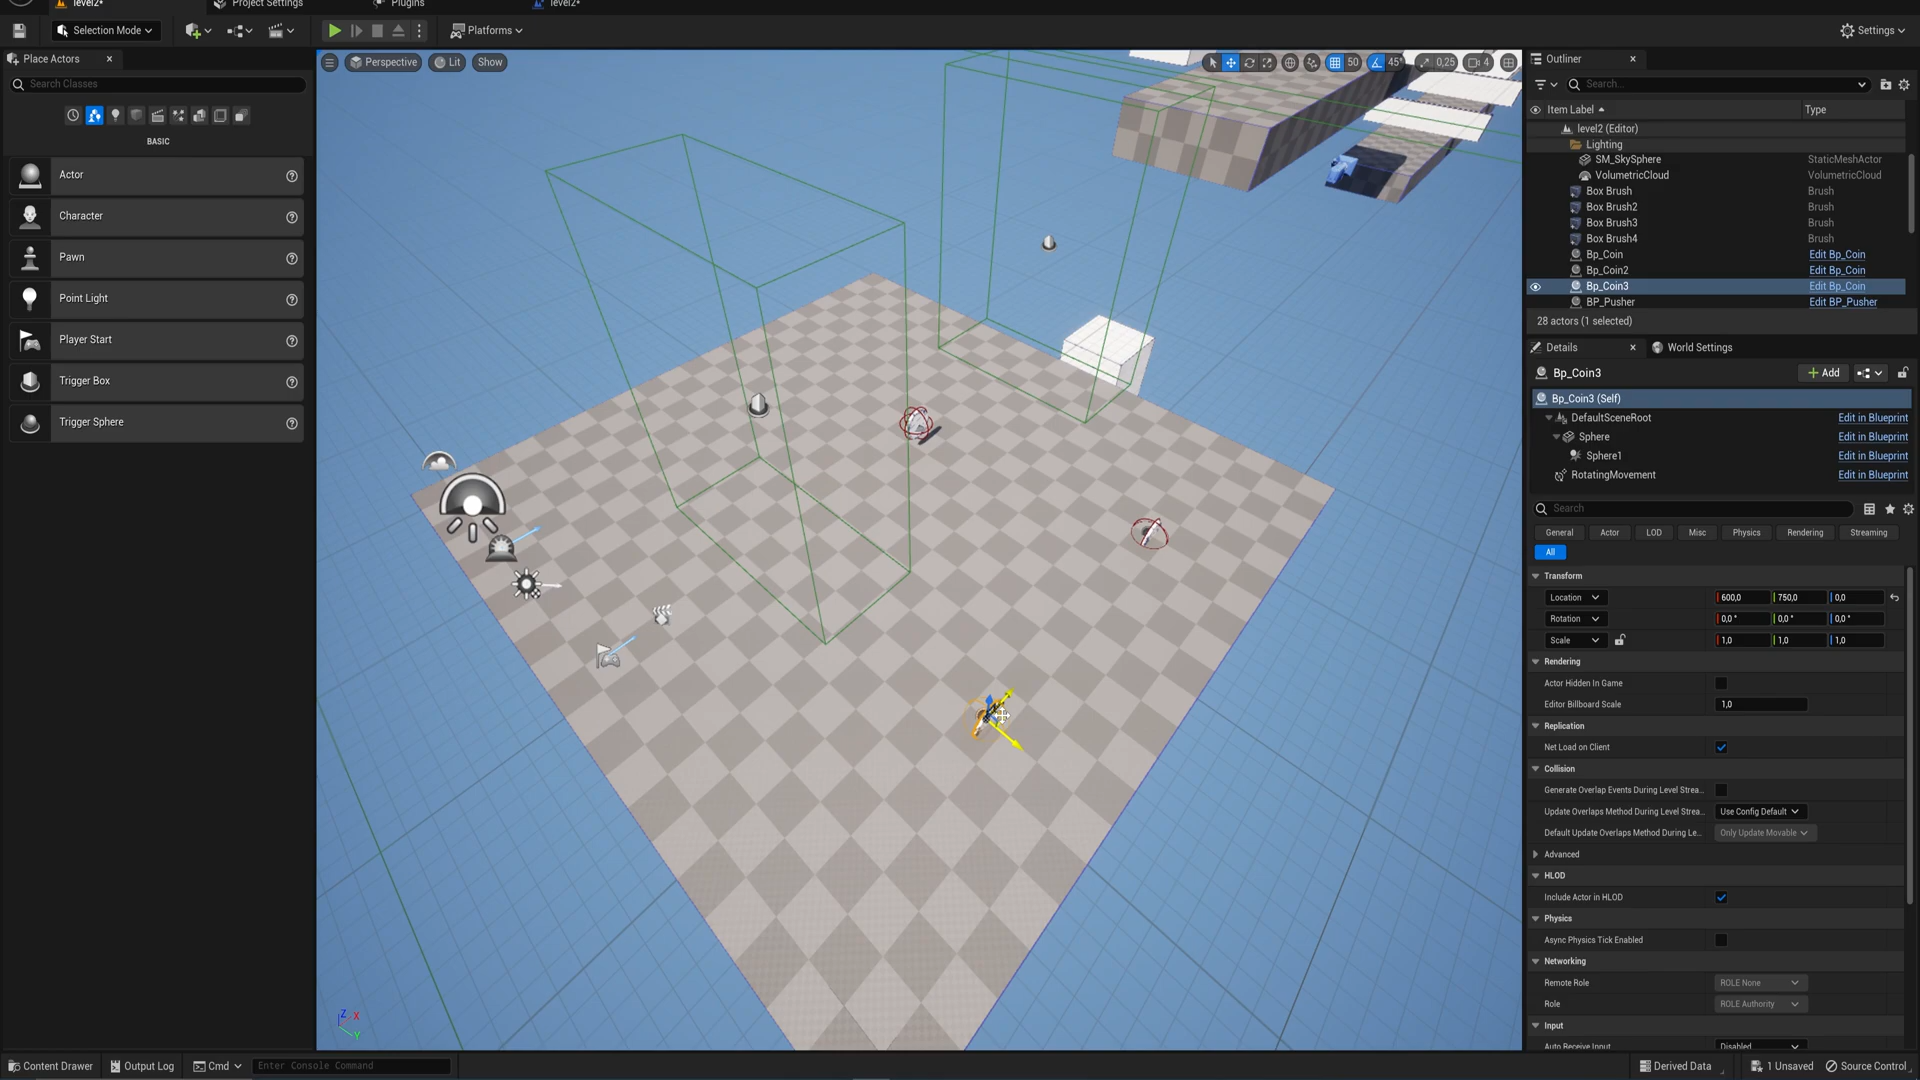 level2*
Project Settings
Plugins
level2*
Selection Mode
Platforms
Settings
Place Actors
Search Classes
BASIC
Actor
Character
Pawn
Point Light
Player Start
Trigger Box
Trigger Sphere
Perspective
Lit
Show
50
45°
0,25
4
Outliner
Search...
Item Label
Type
level2 (Editor)
Lighting
SM_SkySphere
StaticMeshActor
VolumetricCloud
VolumetricCloud
Box Brush
Brush
Box Brush2
Brush
Box Brush3
Brush
Box Brush4
Brush
Bp_Coin
Edit Bp_Coin
Bp_Coin2
Edit Bp_Coin
Bp_Coin3
Edit Bp_Coin
BP_Pusher
Edit BP_Pusher
28 actors (1 selected)
Details
World Settings
Bp_Coin3
Add
Bp_Coin3 (Self)
DefaultSceneRoot
Edit in Blueprint
Sphere
Edit in Blueprint
Sphere1
Edit in Blueprint
RotatingMovement
Edit in Blueprint
Search
General
Actor
LOD
Misc
Physics
Rendering
Streaming
All
Transform
Location
600,0
750,0
0,0
Rotation
0,0 °
0,0 °
0,0 °
Scale
1,0
1,0
1,0
Rendering
Actor Hidden In Game
Editor Billboard Scale
1,0
Replication
Net Load on Client
Collision
Generate Overlap Events During Level Strea...
Update Overlaps Method During Level Strea...
Use Config Default
Default Update Overlaps Method During Le...
Only Update Movable
Advanced
HLOD
Include Actor in HLOD
Physics
Async Physics Tick Enabled
Networking
Remote Role
ROLE None
Role
ROLE Authority
Input
Auto Receive Input
Disabled
Z
X
Y
Content Drawer
Output Log
Cmd
Enter Console Command
Derived Data
1 Unsaved
Source Control